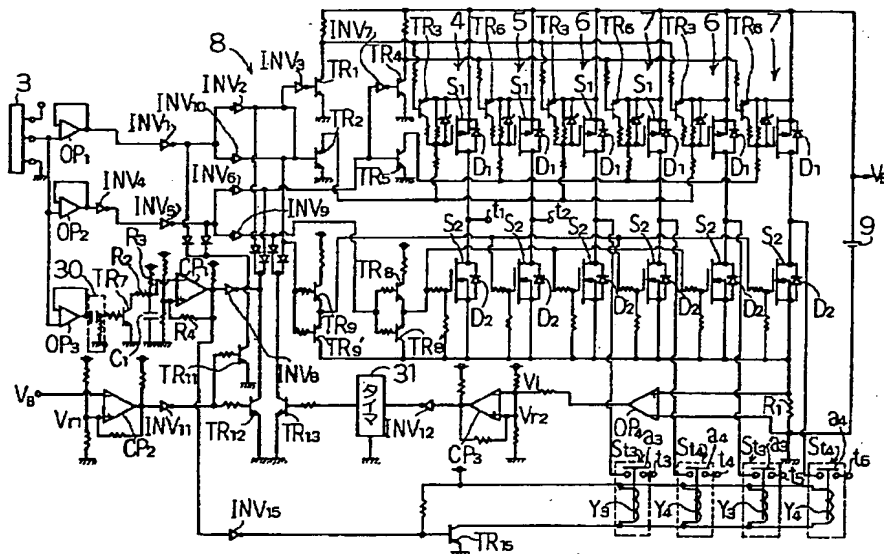 INV3 INV7 TR3 4 TR6 5 TR3 6 TR6 7 TR3 6 TR6 7
8
TR4
3
INV2
TR1
S1 S1 S1 S1 S1 S1
INV10
INV1
TR2
OP1
D1 D1 D1 D1 D1 D1
INV4
INV6
TR5
VB
INV5
INV9
t1 t2
9
OP2
R3
S2 S2 S2 S2 S2 S2
30
R2
CP1
TR7
TR8
TR9
D2 D2 D2 D2 D2 D2
R4
OP3
C1
TR9' TR8'
TR11
INV8
31
VB
タイマ
V1
R1
Vr1
Vr2
a4
INV11
TR12 TR13
INV12
OP4
CP2
CP3
St3 a3 t3 St4 a4 t4 St3 a3 t5 St4 t6
INV15
Y3 Y4 Y3 Y4
TR15